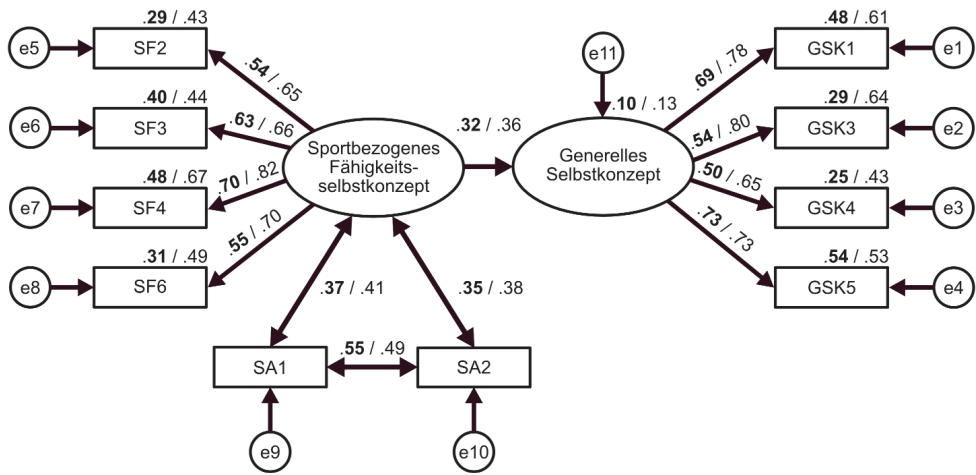 .29 / .43
e5
SF2
.54 / .65
.40 / .44
e6
SF3
.63 / .66
.48 / .67
e7
SF4
.70 / .82
.31 / .49
e8
SF6
.55 / .70
Sportbezogenes
Fähigkeits-
selbstkonzept
.32 / .36
e11
.10 / .13
Generelles
Selbstkonzept
.48 / .61
.69 / .78
GSK1
e1
.29 / .64
.54 / .80
GSK3
e2
.25 / .43
.50 / .65
GSK4
e3
.54 / .53
.73 / .73
GSK5
e4
.37 / .41
.35 / .38
SA1
.55 / .49
SA2
e9
e10